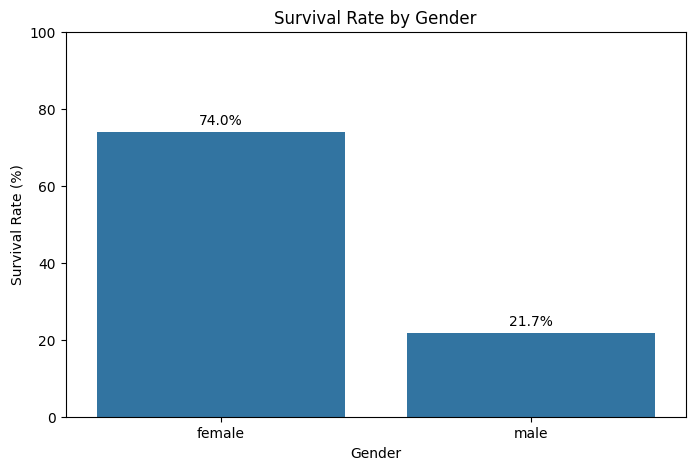 Survival Rate by Gender
100
80
60
40
20
0
Survival Rate (%)
74.0%
21.7%
female
male
Gender